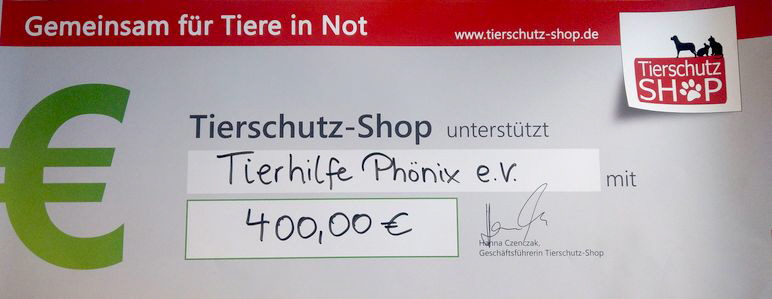 Gemeinsam für Tiere in Not
www.tierschutz-shop.de
Tierschutz
SHOP
Tierschutz-Shop unterstützt
Tierhilfe Phönix e.V. mit
400,00 €
Hanna Czenczak,
Geschäftsführerin Tierschutz-Shop
€